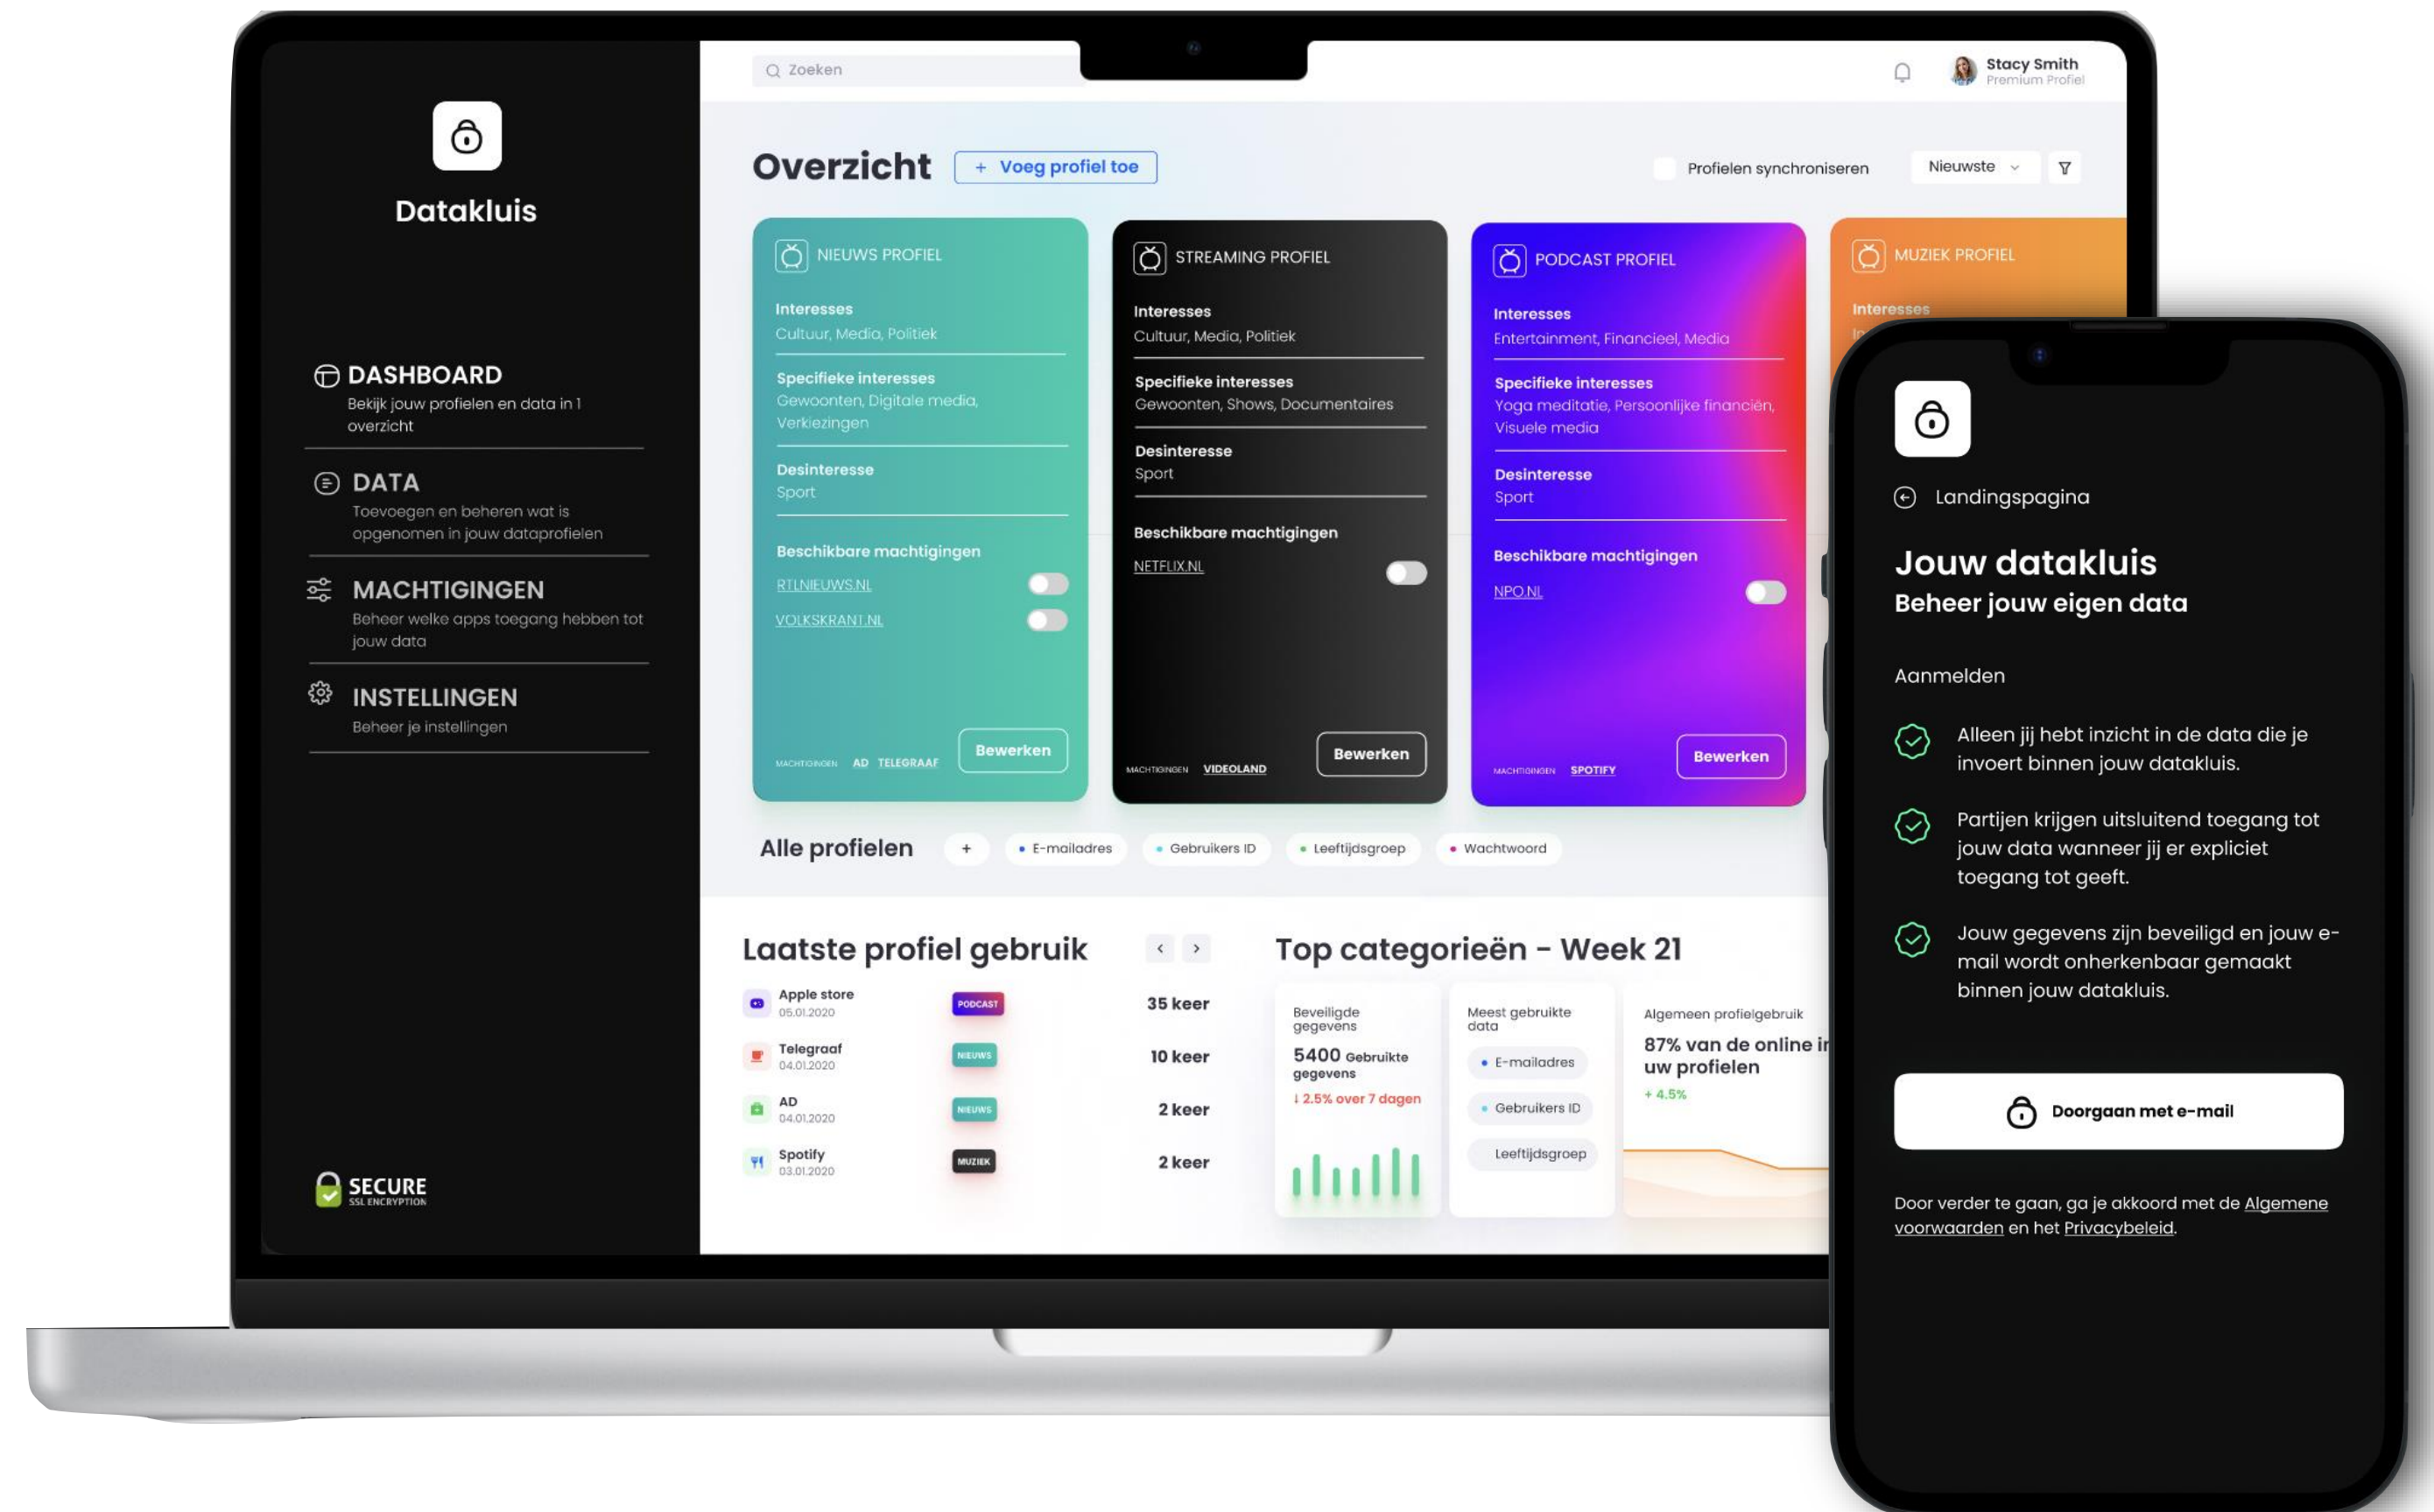 Datakluis
DASHBOARD
Bekijk jouw profielen en data in 1
overzicht
DATA
Toevoegen en beheren wat is
opgenomen in jouw dataprofielen
MACHTIGINGEN
Beheer welke apps toegang hebben tot
jouw data
INSTELLINGEN
Beheer je instellingen
SECURE
SSL ENCRYPTION
Zoeken
Stacy Smith
Premium Profiel
Overzicht
+ Voeg profiel toe
Profielen synchroniseren
Nieuwste
NIEUWS PROFIEL
Interesses
Cultuur, Media, Politiek
Specifieke interesses
Gewoonten, Digitale media,
Verkiezingen
Desinteresse
Sport
Beschikbare machtigingen
RTLNIEUWS.NL
VOLKSKRANT.NL
MACHTIGINGEN AD TELEGRAAF
Bewerken
STREAMING PROFIEL
Interesses
Cultuur, Media, Politiek
Specifieke interesses
Gewoonten, Shows, Documentaires
Desinteresse
Sport
Beschikbare machtigingen
NETFLIX.NL
MACHTIGINGEN VIDEOLAND
Bewerken
PODCAST PROFIEL
Interesses
Entertainment, Financieel, Media
Specifieke interesses
Yoga meditatie, Persoonlijke financiën,
Visuele media
Desinteresse
Sport
Beschikbare machtigingen
NPO.NL
MACHTIGINGEN SPOTIFY
Bewerken
MUZIEK PROFIEL
Interesses
Alle profielen
+
E-mailadres
Gebruikers ID
Leeftijdsgroep
Wachtwoord
Laatste profiel gebruik
Apple store
05.01.2020
PODCAST
35 keer
Telegraaf
04.01.2020
NIEUWS
10 keer
AD
04.01.2020
NIEUWS
2 keer
Spotify
03.01.2020
MUZIEK
2 keer
Top categorieën - Week 21
Beveiligde
gegevens
5400 Gebruikte
gegevens
↓ 2.5% over 7 dagen
Meest gebruikte
data
E-mailadres
Gebruikers ID
Leeftijdsgroep
Algemeen profielgebruik
87% van de online
uw profielen
+ 4.5%
Landingspagina
Jouw datakluis
Beheer jouw eigen data
Aanmelden
Alleen jij hebt inzicht in de data die je
invoert binnen jouw datakluis.
Partijen krijgen uitsluitend toegang tot
jouw data wanneer jij er expliciet
toegang tot geeft.
Jouw gegevens zijn beveiligd en jouw e-
mail wordt onherkenbaar gemaakt
binnen jouw datakluis.
Doorgaan met e-mail
Door verder te gaan, ga je akkoord met de Algemene
voorwaarden en het Privacybeleid.